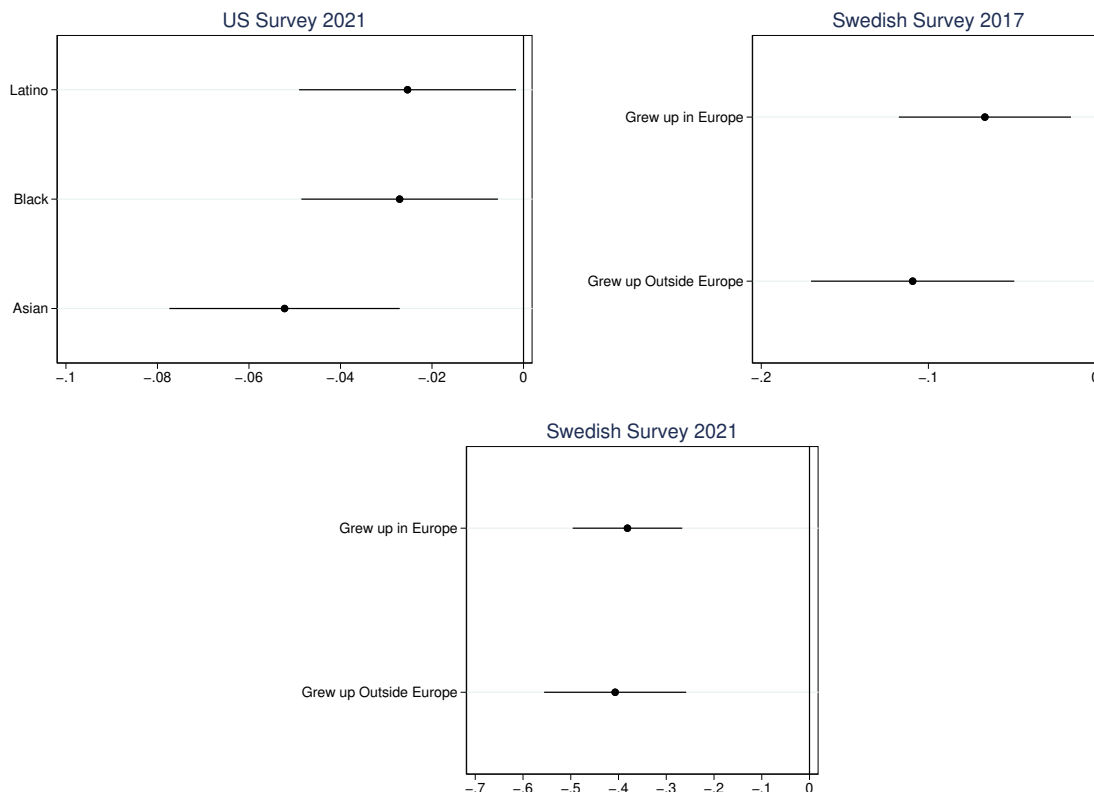 US Survey 2021
Latino
Black
Asian
−.1 −.08 −.06 −.04 −.02 0
Swedish Survey 2017
Grew up in Europe
Grew up Outside Europe
−.2 −.1 0
Swedish Survey 2021
Grew up in Europe
Grew up Outside Europe
−.7 −.6 −.5 −.4 −.3 −.2 −.1 0